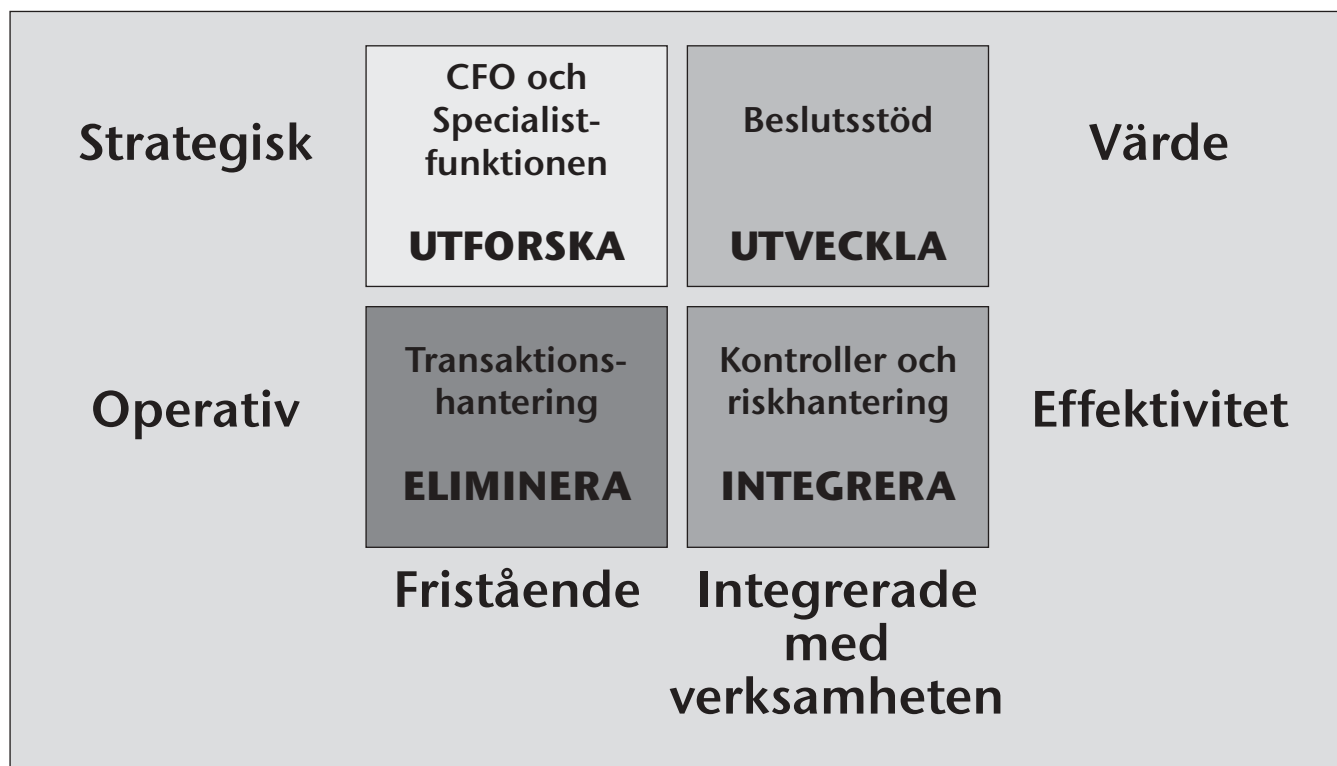 Strategisk
CFO och
Specialist-
funktionen
UTFORSKA
Beslutsstöd
UTVECKLA
Värde
Operativ
Transaktions-
hantering
ELIMINERA
Kontroller och
riskhantering
INTEGRERA
Effektivitet
Fristående
Integrerade
med
verksamheten